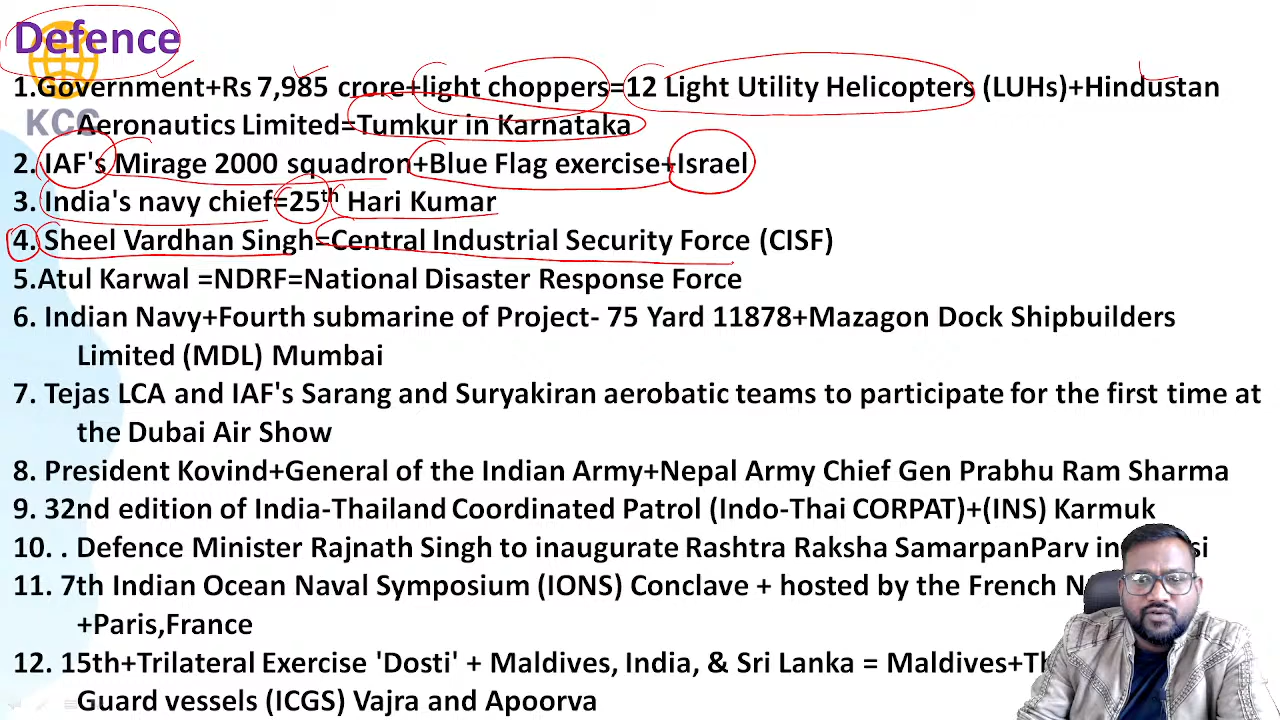 Defence
KCC
1.Government+Rs 7,985 crore+light choppers=12 Light Utility Helicopters (LUHs)+Hindustan
Aeronautics Limited=Tumkur in Karnataka
2. IAF's Mirage 2000 squadron+Blue Flag exercise+Israel
3. India's navy chief=25th Hari Kumar
4. Sheel Vardhan Singh=Central Industrial Security Force (CISF)
5.Atul Karwal =NDRF=National Disaster Response Force
6. Indian Navy+Fourth submarine of Project- 75 Yard 11878+Mazagon Dock Shipbuilders
Limited (MDL) Mumbai
7. Tejas LCA and IAF's Sarang and Suryakiran aerobatic teams to participate for the first time at
the Dubai Air Show
8. President Kovind+General of the Indian Army+Nepal Army Chief Gen Prabhu Ram Sharma
9. 32nd edition of India-Thailand Coordinated Patrol (Indo-Thai CORPAT)+(INS) Karmuk
10. . Defence Minister Rajnath Singh to inaugurate Rashtra Raksha SamarpanParv in
11. 7th Indian Ocean Naval Symposium (IONS) Conclave + hosted by the French
+Paris,France
12. 15th+Trilateral Exercise 'Dosti' + Maldives, India, & Sri Lanka = Maldives+
Guard vessels (ICGS) Vajra and Apoorva